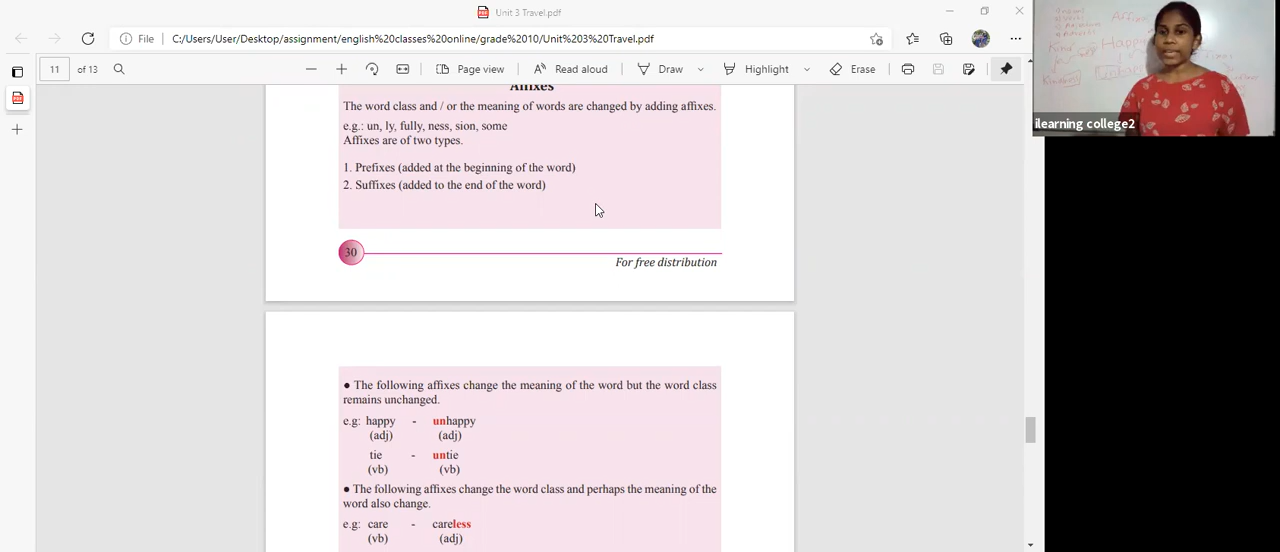 Unit 3 Travel.pdf
File
C:/Users/User/Desktop/assignment/english%20classes%20online/grade%2010/Unit%203%20Travel.pdf
11 of 13
Page view
Read aloud
Draw
Highlight
Erase
ilearning college2
Affixes
The word class and / or the meaning of words are changed by adding affixes.
e.g.: un, ly, fully, ness, sion, some
Affixes are of two types.
1. Prefixes (added at the beginning of the word)
2. Suffixes (added to the end of the word)
30
For free distribution
● The following affixes change the meaning of the word but the word class
remains unchanged.
e.g: happy - unhappy
(adj) (adj)
tie - untie
(vb) (vb)
● The following affixes change the word class and perhaps the meaning of the
word also change.
e.g: care - careless
(vb) (adj)